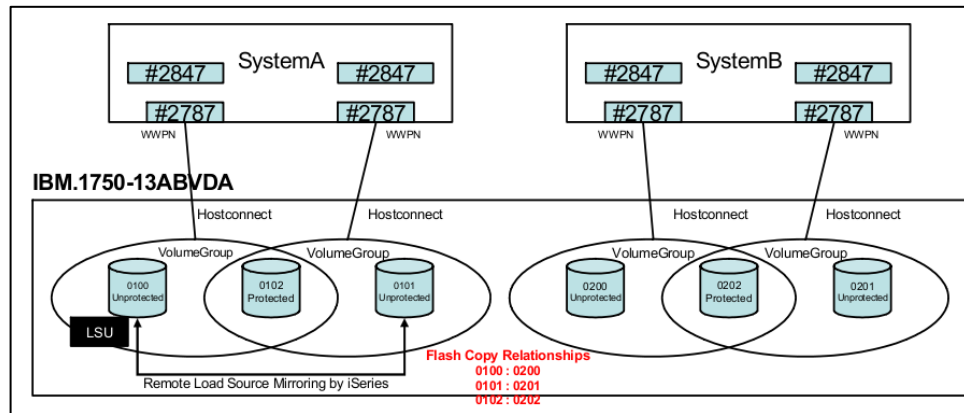 SystemA
#2847
#2847
#2787
#2787
WWPN
WWPN
SystemB
#2847
#2847
#2787
#2787
WWPN
WWPN
IBM.1750-13ABVDA
Hostconnect
Hostconnect
Hostconnect
Hostconnect
VolumeGroup
VolumeGroup
VolumeGroup
VolumeGroup
0100
Unprotected
0102
Protected
0101
Unprotected
0200
Unprotected
0202
Protected
0201
Unprotected
LSU
Remote Load Source Mirroring by iSeries
Flash Copy Relationships
0100 : 0200
0101 : 0201
0102 : 0202